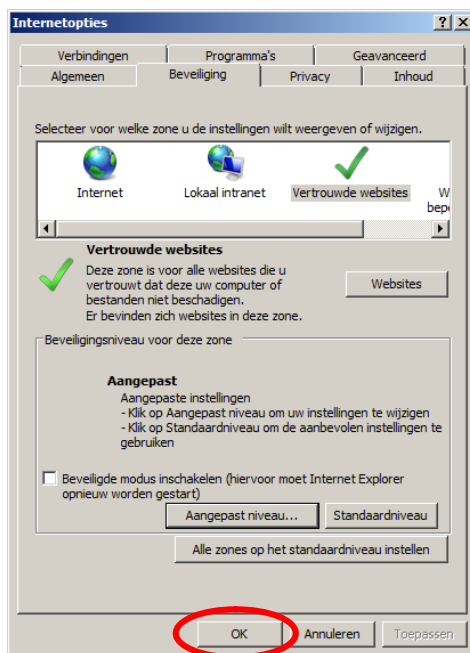 Internetopties
Verbindingen Programma's Geavanceerd
Algemeen Beveiliging Privacy Inhoud
Selecteer voor welke zone u de instellingen wilt weergeven of wijzigen.
Internet Lokaal intranet Vertrouwde websites W
bep
Vertrouwde websites
Deze zone is voor alle websites die u
vertrouwt dat deze uw computer of
bestanden niet beschadigen.
Er bevinden zich websites in deze zone.
Websites
Beveiligingsniveau voor deze zone
Aangepast
Aangepaste instellingen
- Klik op Aangepast niveau om uw instellingen te wijzigen
- Klik op Standaardniveau om de aanbevolen instellingen te
gebruiken
Beveiligde modus inschakelen (hiervoor moet Internet Explorer
opnieuw worden gestart)
Aangepast niveau... Standaardniveau
Alle zones op het standaardniveau instellen
OK Annuleren Toepassen